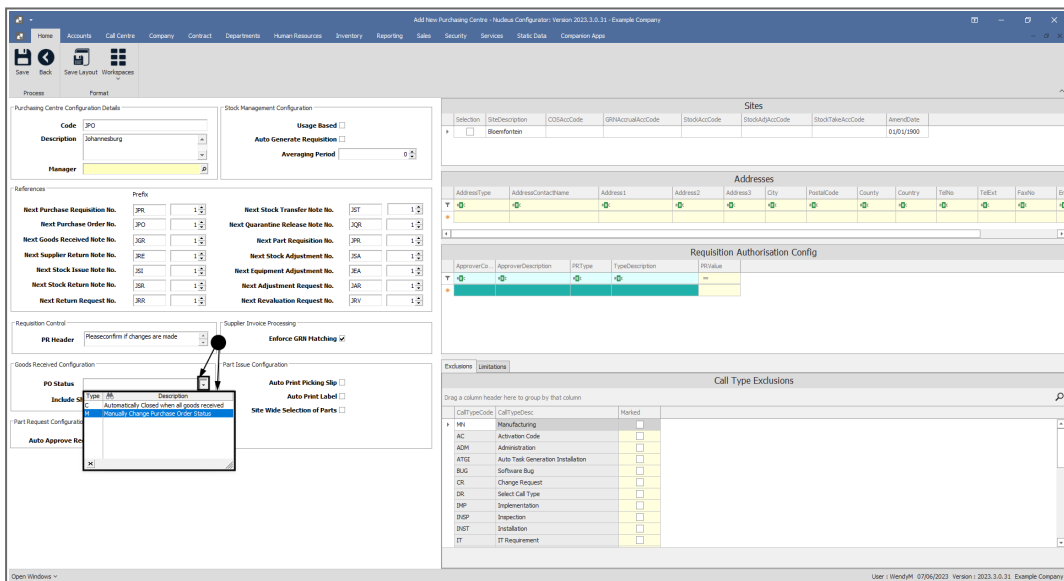 Add New Purchasing Centre - Nucleus Configurator: Version 2023.3.0.31 - Example Company
Home Accounts Call Centre Company Contract Departments Human Resources Inventory Reporting Sales Security Services Static Data Companion Apps
Save Back Save Layout Workspaces
Process Format
Purchasing Centre Configuration Details
Code JPO
Description Johannesburg
Manager
Stock Management Configuration
Usage Based
Auto Generate Requisition
Averaging Period 0
References
Prefix
Next Purchase Requisition No. JPR 1
Next Purchase Order No. JPO 1
Next Goods Received Note No. JGR 1
Next Supplier Return Note No. JRE 1
Next Stock Issue Note No. JSI 1
Next Stock Return Note No. JSR 1
Next Return Request No. JRR 1
Next Stock Transfer Note No. JST 1
Next Quarantine Release Note No. JQR 1
Next Part Requisition No. JPR 1
Next Stock Adjustment No. JSA 1
Next Equipment Adjustment No. JEA 1
Next Adjustment Request No. JAR 1
Next Revaluation Request No. JRV 1
Requisition Control
PR Header Pleaseconfirm if changes are made
Supplier Invoice Processing
Enforce GRN Matching
Goods Received Configuration
PO Status
Include Sl
Type Description
C Automatically Closed when all goods received
M Manually Change Purchase Order Status
Part Request Configuratio
Auto Approve Re
Part Issue Configuration
Auto Print Picking Slip
Auto Print Label
Site Wide Selection of Parts
Sites
Selection SiteDescription COSAccCode GRNAccrualAccCode StockAccCode StockAdjAccCode StockTakeAccCode AmendDate
Bloemfontein 01/01/1900
Addresses
AddressType AddressContactName Address1 Address2 Address3 City PostalCode County Country TelNo TelExt FaxNo
Requisition Authorisation Config
ApproverCo... ApproverDescription PRType TypeDescription PRValue
=
Exclusions Limitations
Call Type Exclusions
Drag a column header here to group by that column
CallTypeCode CallTypeDesc Marked
MN Manufacturing
AC Activation Code
ADM Administration
ATGI Auto Task Generation Installation
BUG Software Bug
CR Change Request
DR Select Call Type
IMP Implementation
INSP Inspection
INST Installation
IT IT Requirement
Open Windows
User : WendyM 07/06/2023 Version : 2023.3.0.31 Example Company